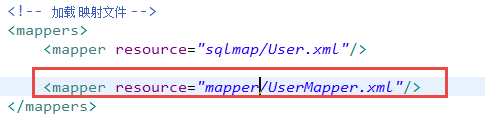 <!-- 加载 映射文件 -->
<mappers>
<mapper resource="sqlmap/User.xml"/>
<mapper resource="mapper/UserMapper.xml"/>
</mappers>